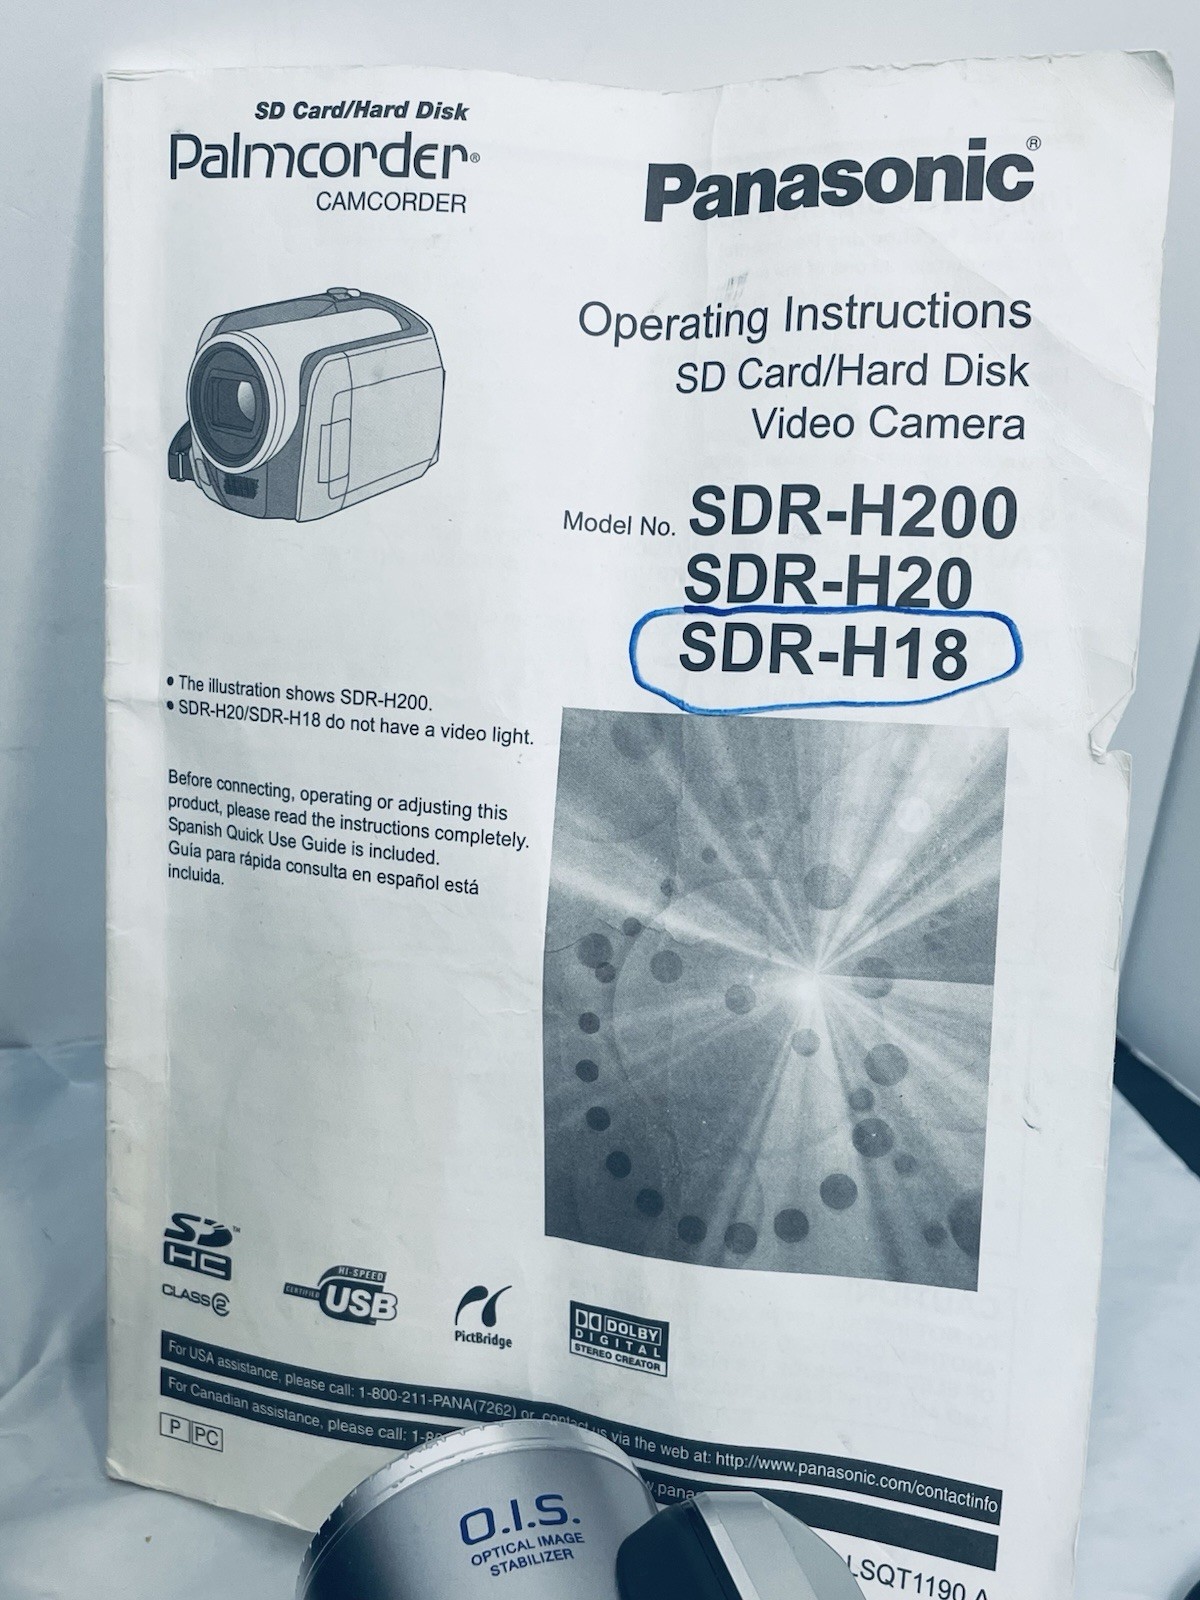 SD Card/Hard Disk
Palmcorder®
CAMCORDER
Panasonic®
Operating Instructions
SD Card/Hard Disk
Video Camera
Model No. SDR-H200
SDR-H20
SDR-H18
• The illustration shows SDR-H200.
• SDR-H20/SDR-H18 do not have a video light.
Before connecting, operating or adjusting this
product, please read the instructions completely.
Spanish Quick Use Guide is included.
Guía para rápida consulta en español está
incluida.
SD™
HC
CLASS 2
HI-SPEED
CERTIFIED
USB
PictBridge
DOLBY
DIGITAL
STEREO CREATOR
For USA assistance, please call: 1-800-211-PANA(7262) or contact us via the web at: http://www.panasonic.com/contactinfo
For Canadian assistance, please call: 1-8
P PC
LSQT1190 A
O.I.S.
OPTICAL IMAGE
STABILIZER